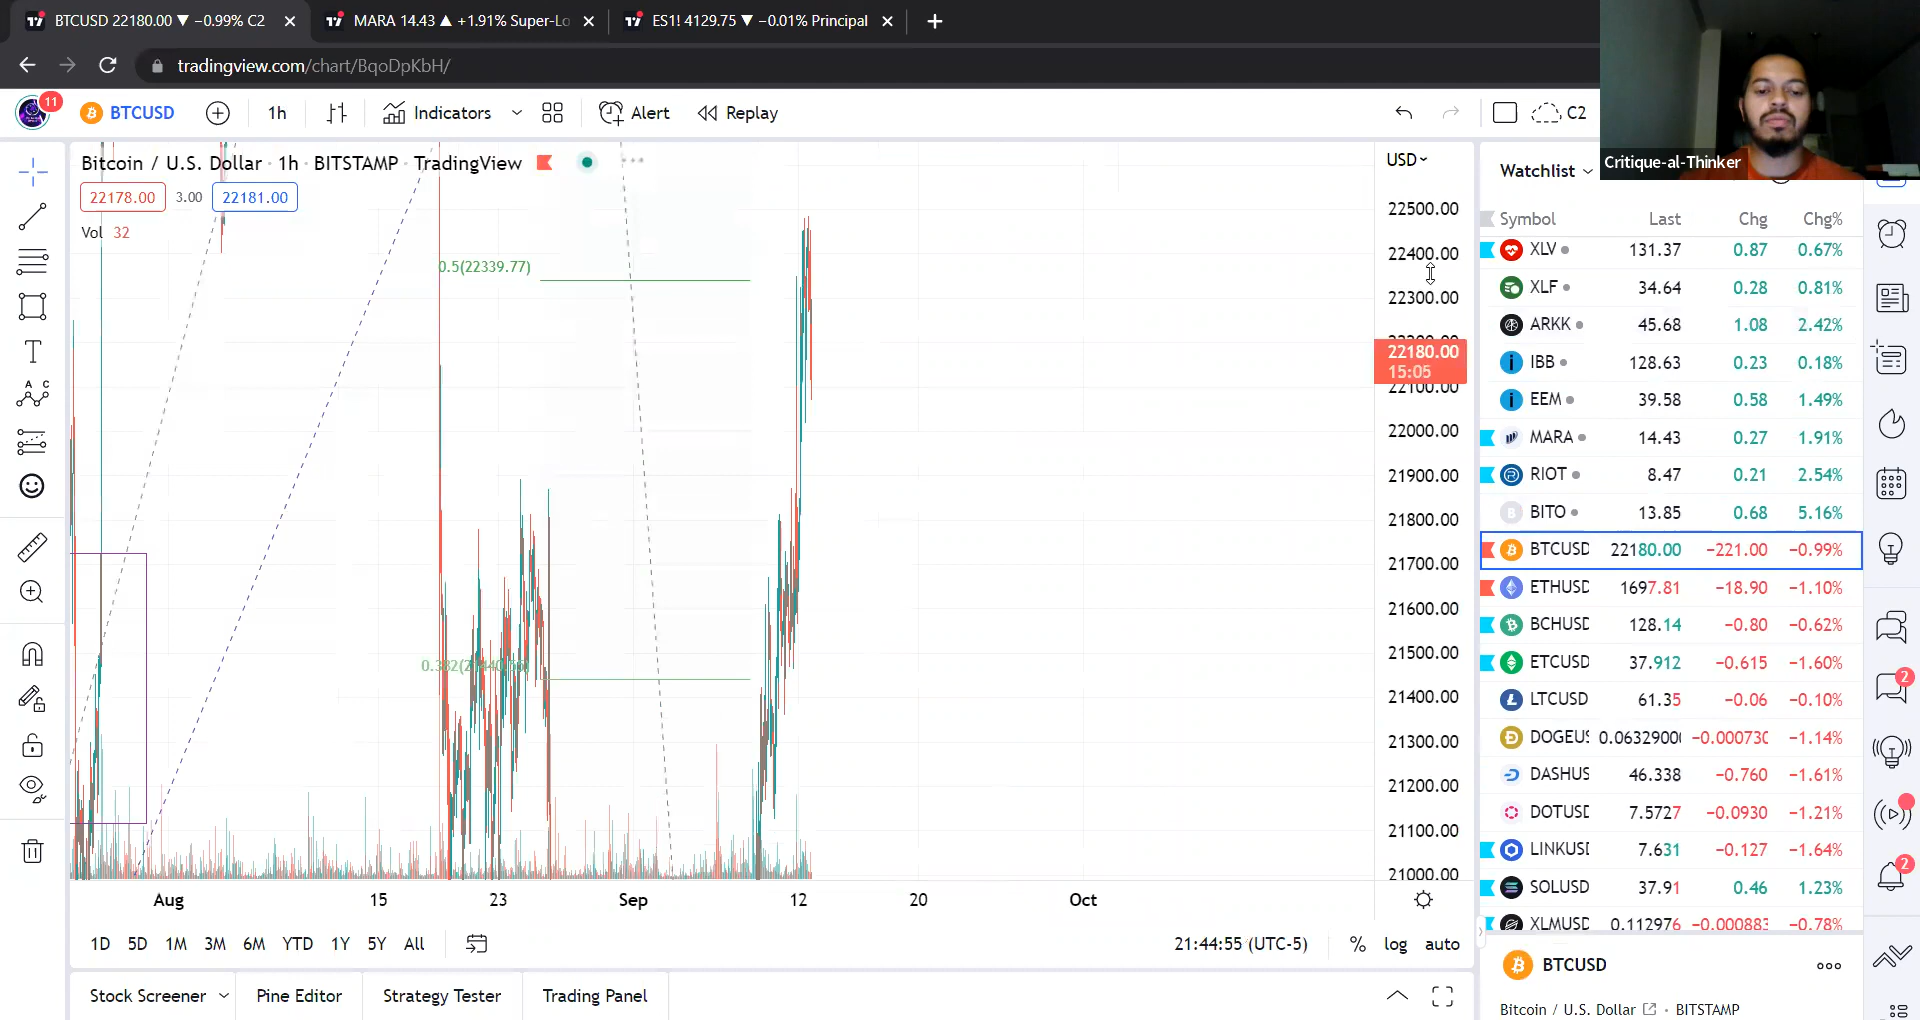 BTCUSD 22180.00 ▼ −0.99% C2
MARA 14.43 ▲ +1.91% Super-Lo
ES1! 4129.75 ▼ −0.01% Principal
tradingview.com/chart/BqoDpKbH/
11
BTCUSD
1h
Indicators
Alert
Replay
C2
Critique-al-Thinker
Bitcoin / U.S. Dollar · 1h · BITSTAMP · TradingView
22178.00
3.00
22181.00
Vol 32
0.5(22339.77)
USD
22500.00
22400.00
22300.00
22180.00
15:05
22100.00
22000.00
21900.00
21800.00
21700.00
21600.00
21500.00
21400.00
21300.00
21200.00
21100.00
21000.00
Aug
15
23
Sep
12
20
Oct
1D
5D
1M
3M
6M
YTD
1Y
5Y
All
21:44:55 (UTC-5)
%
log
auto
Stock Screener
Pine Editor
Strategy Tester
Trading Panel
Watchlist
Symbol Last Chg Chg%
XLV 131.37 0.87 0.67%
XLF 34.64 0.28 0.81%
ARKK 45.68 1.08 2.42%
IBB 128.63 0.23 0.18%
EEM 39.58 0.58 1.49%
MARA 14.43 0.27 1.91%
RIOT 8.47 0.21 2.54%
BITO 13.85 0.68 5.16%
BTCUSD 22180.00 −221.00 −0.99%
ETHUSD 1697.81 −18.90 −1.10%
BCHUSD 128.14 −0.80 −0.62%
ETCUSD 37.912 −0.615 −1.60%
LTCUSD 61.35 −0.06 −0.10%
DOGEUS 0.06329000 −0.000730 −1.14%
DASHUS 46.338 −0.760 −1.61%
DOTUSD 7.5727 −0.0930 −1.21%
LINKUSD 7.631 −0.127 −1.64%
SOLUSD 37.91 0.46 1.23%
XLMUSD 0.112976 −0.000883 −0.78%
BTCUSD
Bitcoin / U.S. Dollar · BITSTAMP
2
2